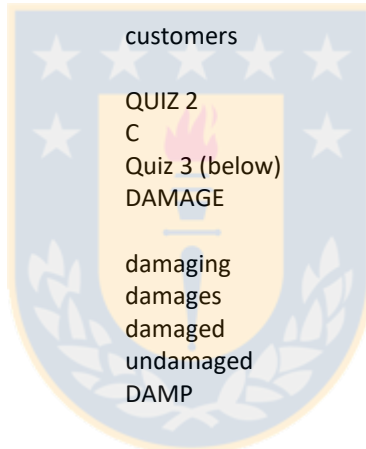 customers
QUIZ 2
C
Quiz 3 (below)
DAMAGE
damaging
damages
damaged
undamaged
DAMP